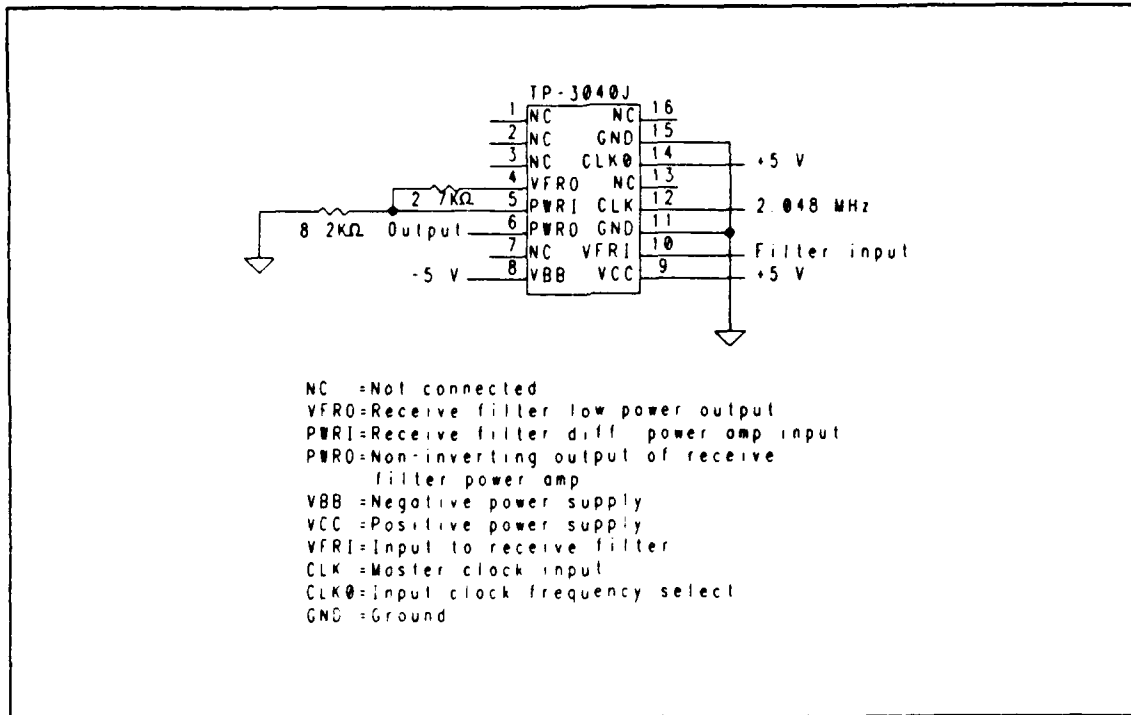 TP-3040J
1 NC NC 16
2 NC GND 15
3 NC CLK0 14 +5 V
4 VFRO NC 13
2 7KΩ
5 PWRI CLK 12 2.048 MHz
8 2KΩ Output 6 PWRO GND 11
7 NC VFRI 10 Filter input
-5 V 8 VBB VCC 9 +5 V
NC =Not connected
VFRO=Receive filter low power output
PWRI=Receive filter diff power amp input
PWRO=Non-inverting output of receive
filter power amp
VBB =Negative power supply
VCC =Positive power supply
VFRI=Input to receive filter
CLK =Master clock input
CLK0=Input clock frequency select
GND =Ground